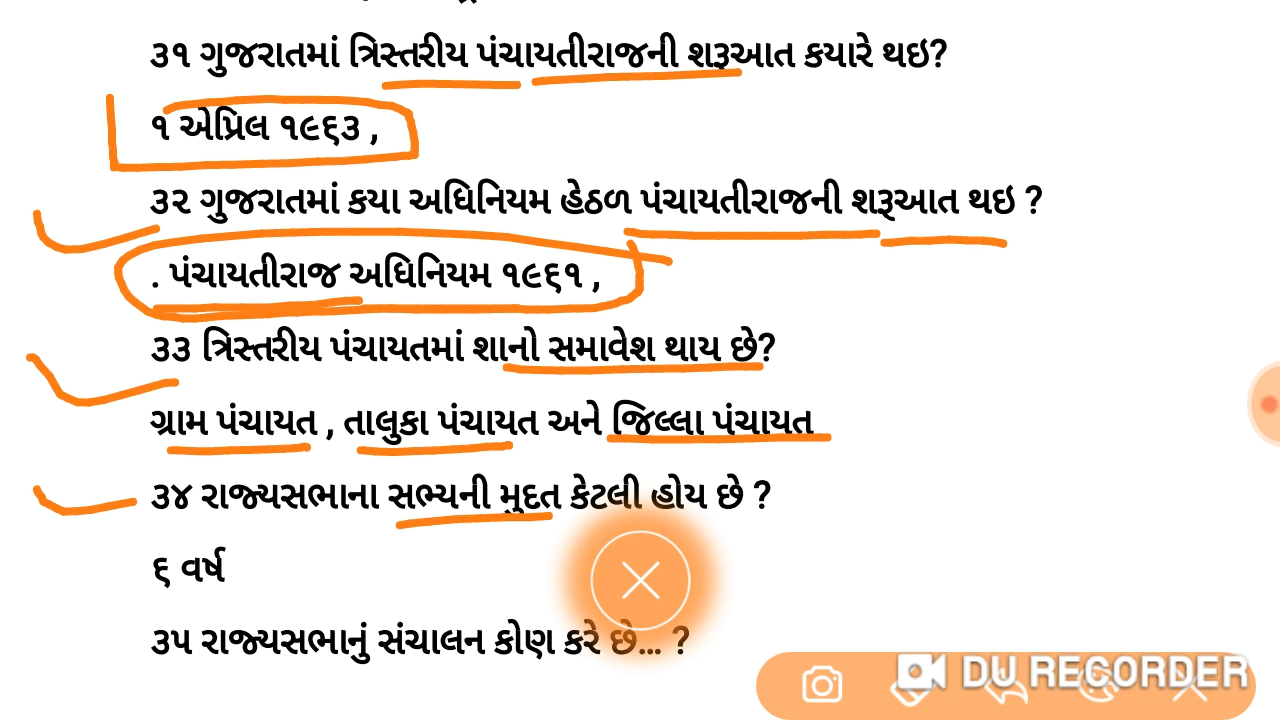 ૩૧ ગુજરાતમાં ત્રિસ્તરીય પંચાયતીરાજની શરૂઆત કયારે થઇ?
૧ એપ્રિલ ૧૯૬૩ ,
૩૨ ગુજરાતમાં કયા અધિનિયમ હેઠળ પંચાયતીરાજની શરૂઆત થઇ ?
. પંચાયતીરાજ અધિનિયમ ૧૯૬૧ ,
૩૩ ત્રિસ્તરીય પંચાયતમાં શાનો સમાવેશ થાય છે?
ગ્રામ પંચાયત , તાલુકા પંચાયત અને જિલ્લા પંચાયત
૩૪ રાજ્યસભાના સભ્યની મુદત કેટલી હોય છે ?
૬ વર્ષ
૩૫ રાજ્યસભાનું સંચાલન કોણ કરે છે... ?
DU RECORDER